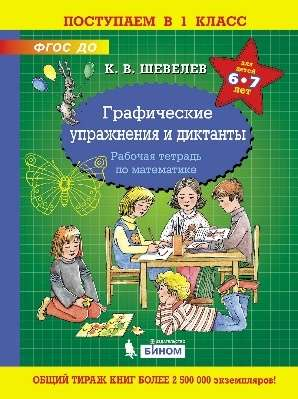 ПОСТУПАЕМ В 1 КЛАСС
ФГОС ДО
К. В. ШЕВЕЛЕВ
для
детей
6•7
лет
Графические
упражнения и диктанты
Рабочая тетрадь
по математике
издательство
БИНОМ
ОБЩИЙ ТИРАЖ КНИГ БОЛЕЕ 2 500 000 экземпляров!